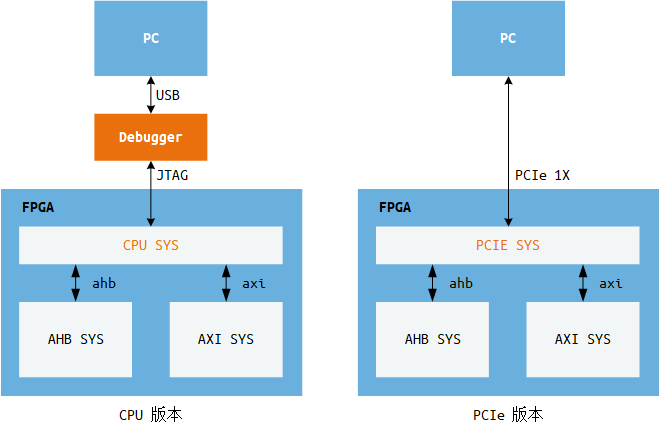 PC
USB
Debugger
JTAG
FPGA
CPU SYS
ahb
axi
AHB SYS
AXI SYS
CPU 版本
PC
PCIe 1X
FPGA
PCIE SYS
ahb
axi
AHB SYS
AXI SYS
PCIe 版本